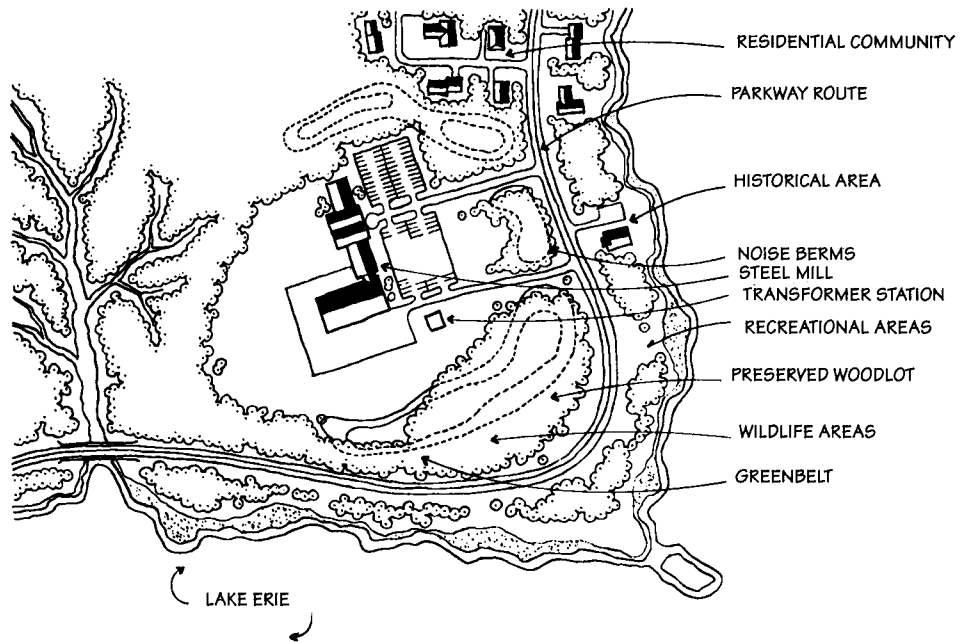 RESIDENTIAL COMMUNITY
PARKWAY ROUTE
HISTORICAL AREA
NOISE BERMS
STEEL MILL
TRANSFORMER STATION
RECREATIONAL AREAS
PRESERVED WOODLOT
WILDLIFE AREAS
GREENBELT
LAKE ERIE